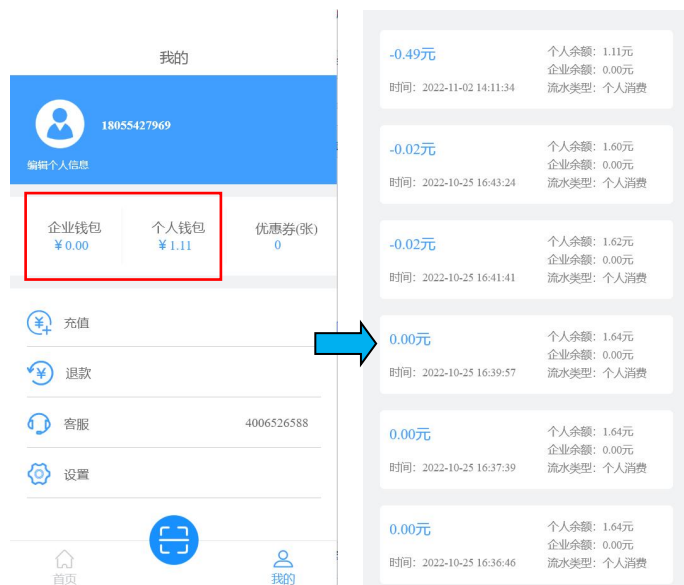 我的
18055427969
编辑个人信息
企业钱包 个人钱包 优惠券(张)
¥0.00 ¥1.11 0
充值
退款
客服 4006526588
设置
首页 我的
-0.49元 个人余额：1.11元
企业余额：0.00元
时间：2022-11-02 14:11:34 流水类型：个人消费
-0.02元 个人余额：1.60元
企业余额：0.00元
时间：2022-10-25 16:43:24 流水类型：个人消费
-0.02元 个人余额：1.62元
企业余额：0.00元
时间：2022-10-25 16:41:41 流水类型：个人消费
0.00元 个人余额：1.64元
企业余额：0.00元
时间：2022-10-25 16:39:57 流水类型：个人消费
0.00元 个人余额：1.64元
企业余额：0.00元
时间：2022-10-25 16:37:39 流水类型：个人消费
0.00元 个人余额：1.64元
企业余额：0.00元
时间：2022-10-25 16:36:46 流水类型：个人消费